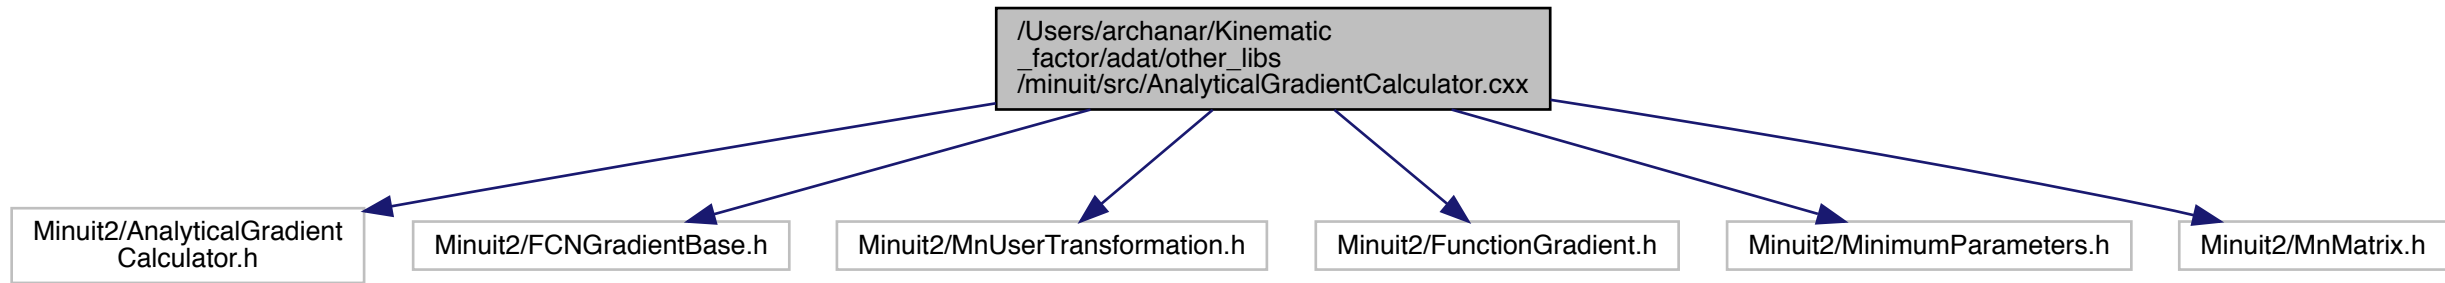 /Users/archanar/Kinematic
_factor/adat/other_libs
/minuit/src/AnalyticalGradientCalculator.cxx
Minuit2/AnalyticalGradient
Calculator.h
Minuit2/FCNGradientBase.h
Minuit2/MnUserTransformation.h
Minuit2/FunctionGradient.h
Minuit2/MinimumParameters.h
Minuit2/MnMatrix.h